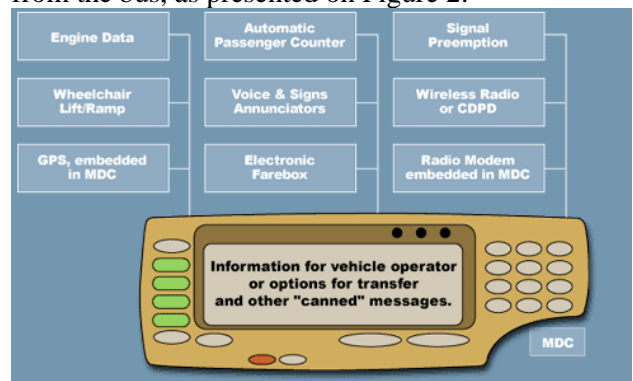 from the bus, as presented on Figure 2.
Engine Data
Automatic
Passenger Counter
Signal
Preemption
Wheelchair
Lift/Ramp
Voice & Signs
Annunciators
Wireless Radio
or CDPD
GPS, embedded
in MDC
Electronic
Farebox
Radio Modem
embedded in MDC
Information for vehicle operator
or options for transfer
and other "canned" messages.
MDC